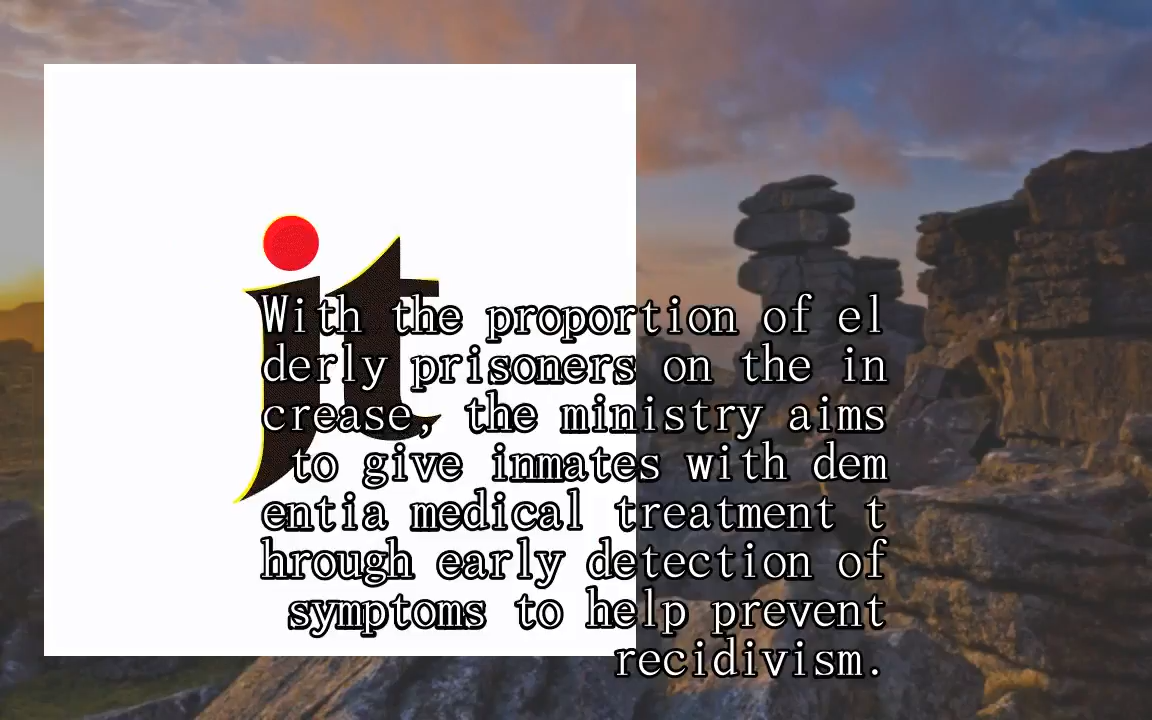 jt
With the proportion of el
derly prisoners on the in
crease, the ministry aims
to give inmates with dem
entia medical treatment t
hrough early detection of
symptoms to help prevent
recidivism.